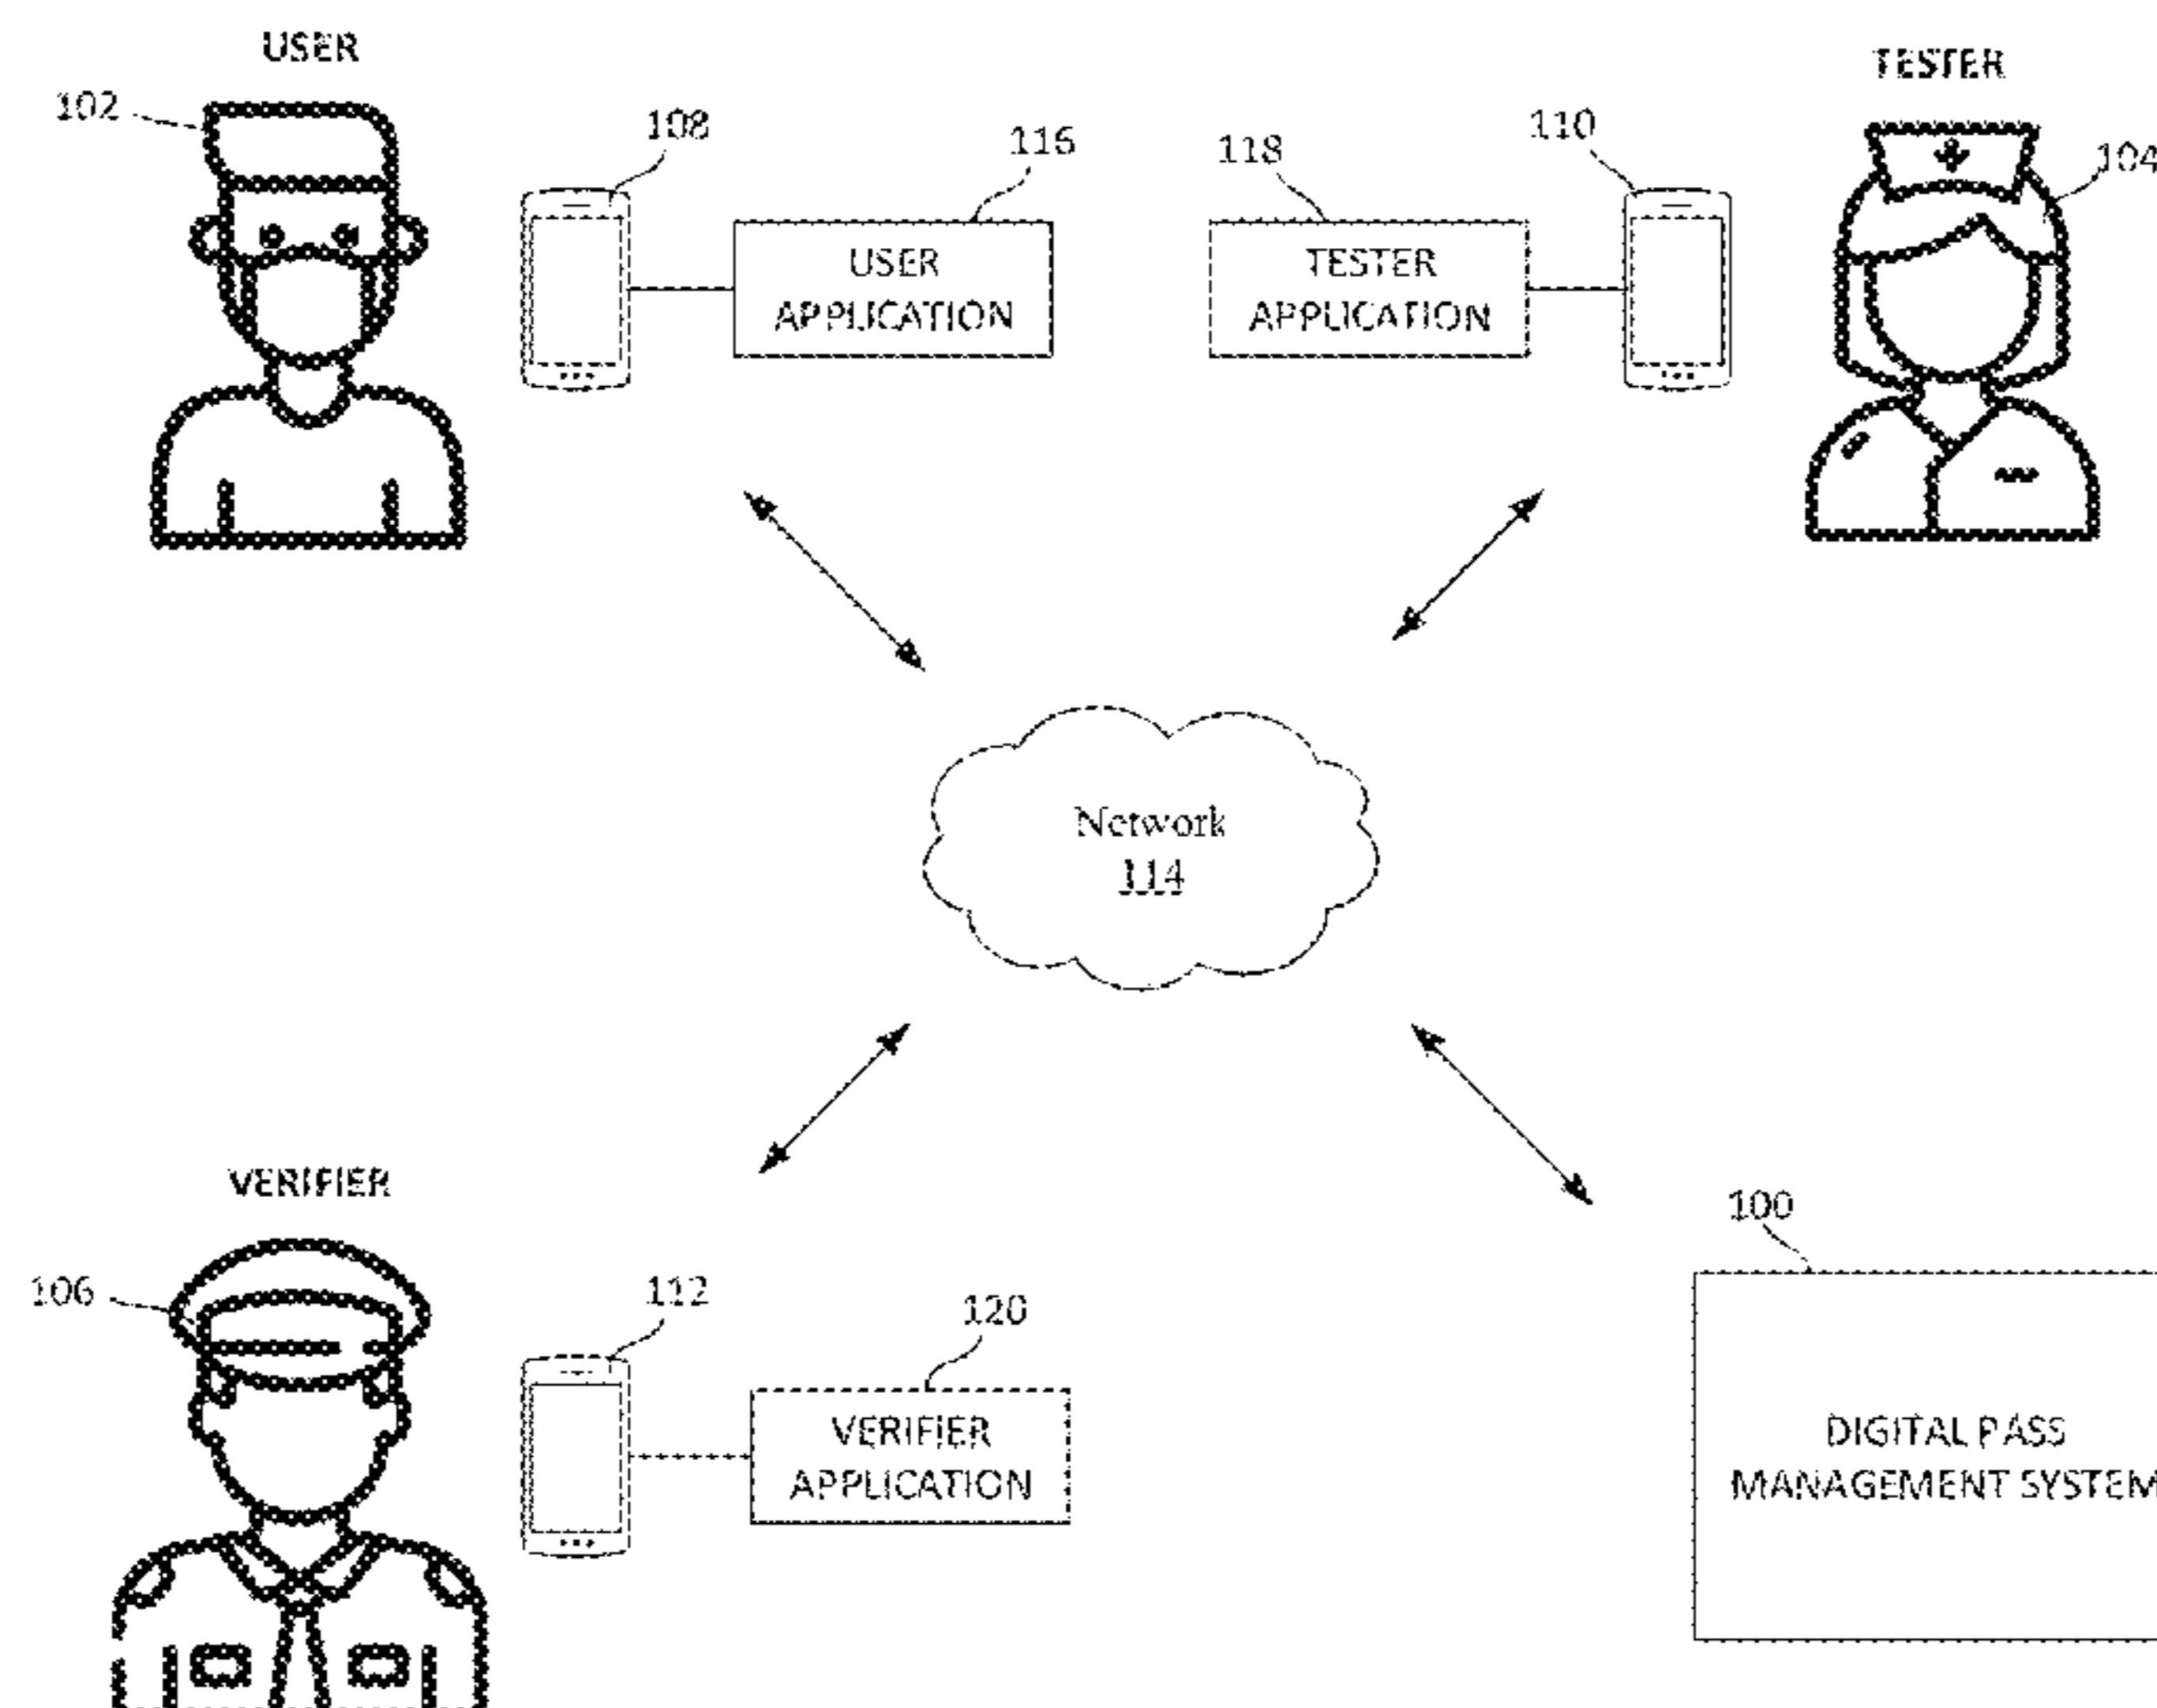 USER
TESTER
102
108
116
118
110
104
USER
APPLICATION
TESTER
APPLICATION
Network
114
VERIFIER
100
106
112
120
VERIFIER
APPLICATION
DIGITAL PASS
MANAGEMENT SYSTEM